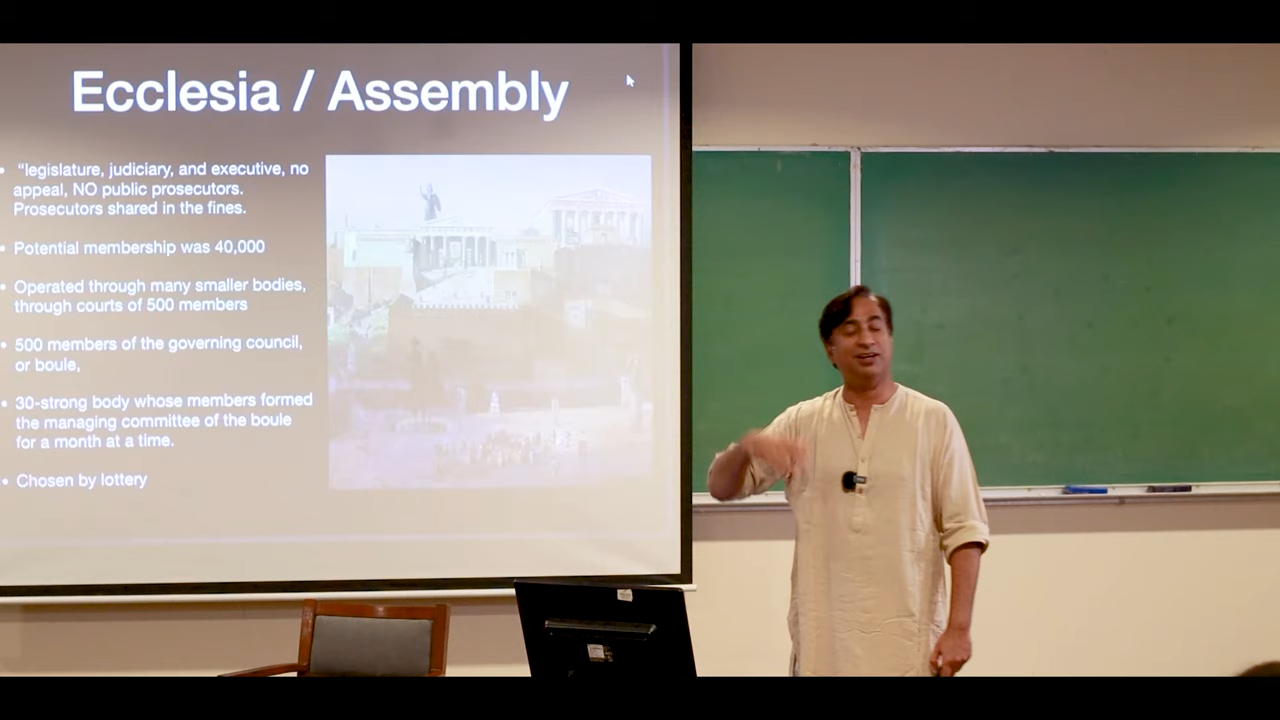 Ecclesia / Assembly
• "legislature, judiciary, and executive, no
appeal, NO public prosecutors.
Prosecutors shared in the fines.
• Potential membership was 40,000
• Operated through many smaller bodies,
through courts of 500 members
• 500 members of the governing council,
or boule,
• 30-strong body whose members formed
the managing committee of the boule
for a month at a time.
• Chosen by lottery